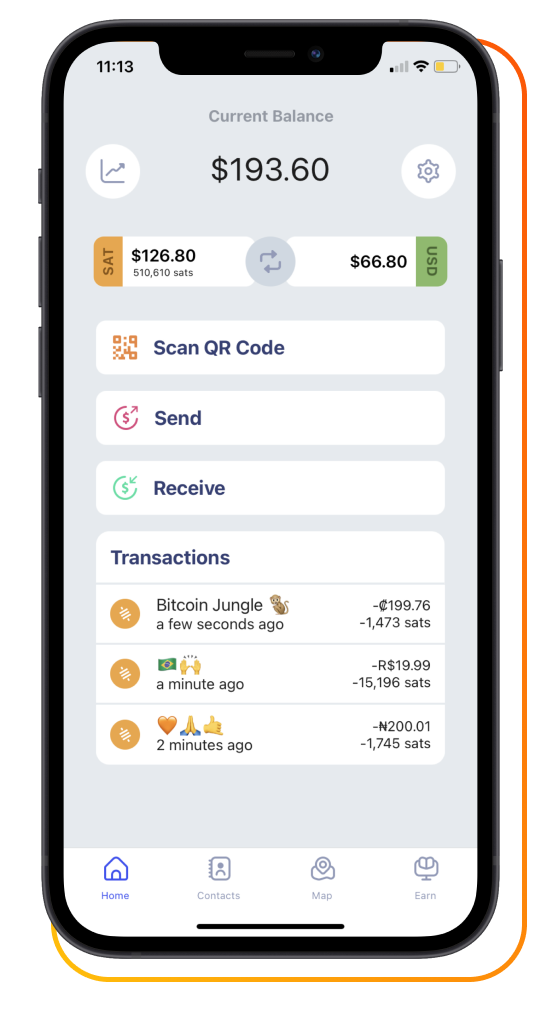 11:13
Current Balance
$193.60
SAT
$126.80
510,610 sats
$66.80
USD
Scan QR Code
Send
Receive
Transactions
Bitcoin Jungle 🐒
-₡199.76
a few seconds ago
-1,473 sats
🇧🇷🙌
-R$19.99
a minute ago
-15,196 sats
🧡🙏🤙
-₦200.01
2 minutes ago
-1,745 sats
Home
Contacts
Map
Earn